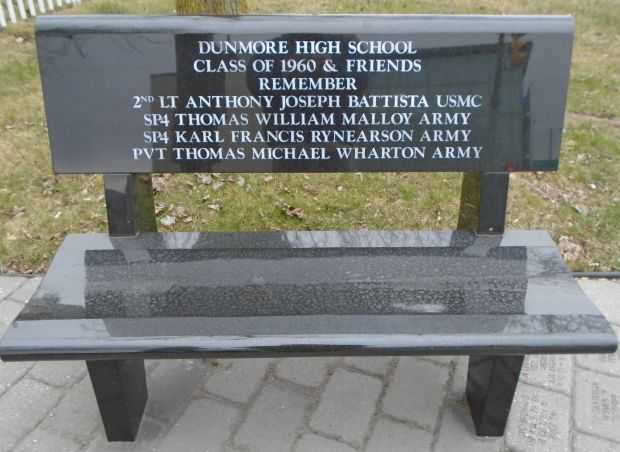 DUNMORE HIGH SCHOOL
CLASS OF 1960 & FRIENDS
REMEMBER
2ND LT ANTHONY JOSEPH BATTISTA USMC
SP4 THOMAS WILLIAM MALLOY ARMY
SP4 KARL FRANCIS RYNEARSON ARMY
PVT THOMAS MICHAEL WHARTON ARMY